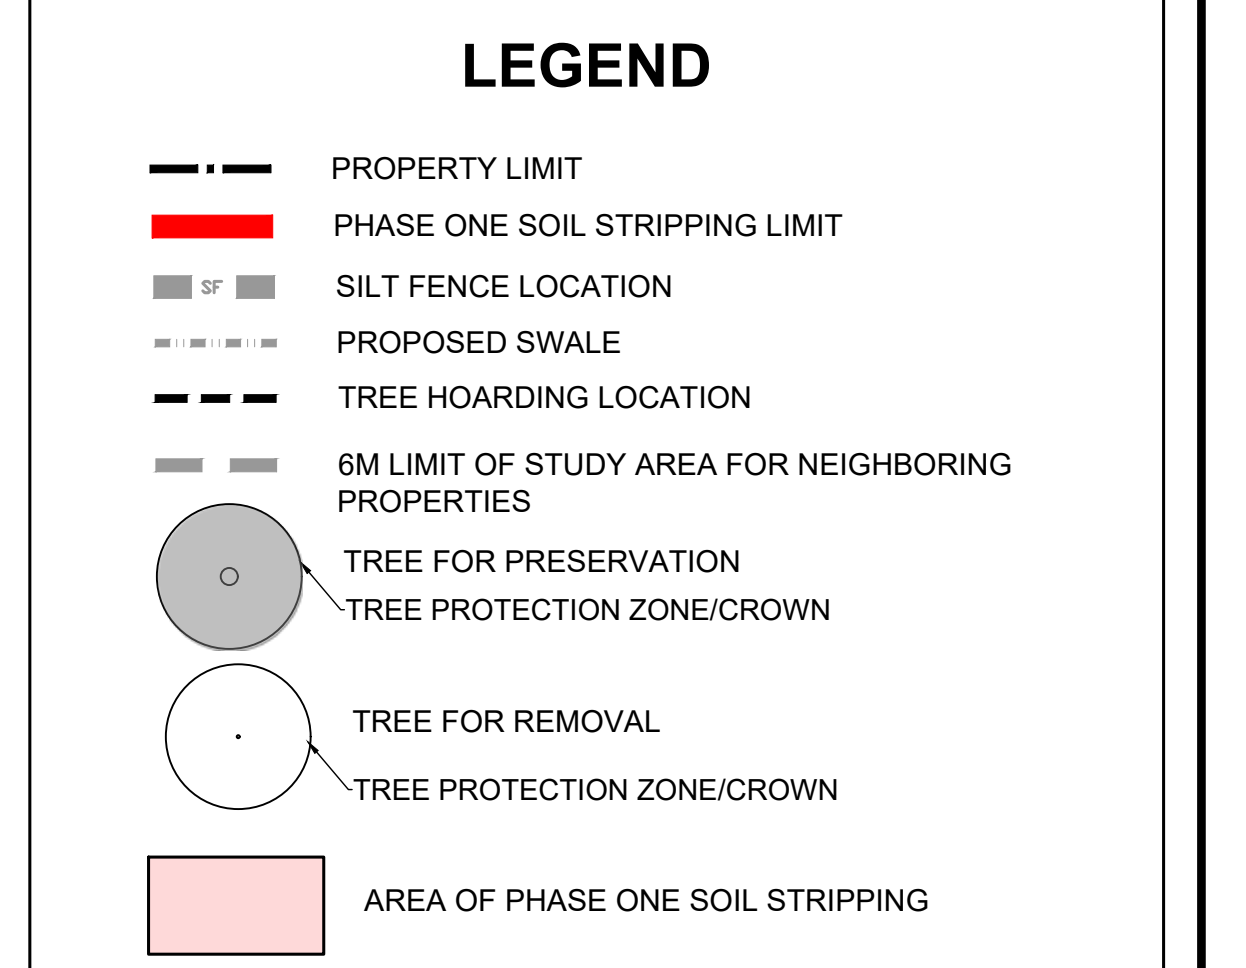 LEGEND
PROPERTY LIMIT
PHASE ONE SOIL STRIPPING LIMIT
SF SILT FENCE LOCATION
PROPOSED SWALE
TREE HOARDING LOCATION
6M LIMIT OF STUDY AREA FOR NEIGHBORING
PROPERTIES
TREE FOR PRESERVATION
TREE PROTECTION ZONE/CROWN
TREE FOR REMOVAL
TREE PROTECTION ZONE/CROWN
AREA OF PHASE ONE SOIL STRIPPING